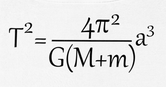 T² = 4π² / G(M+m) a³